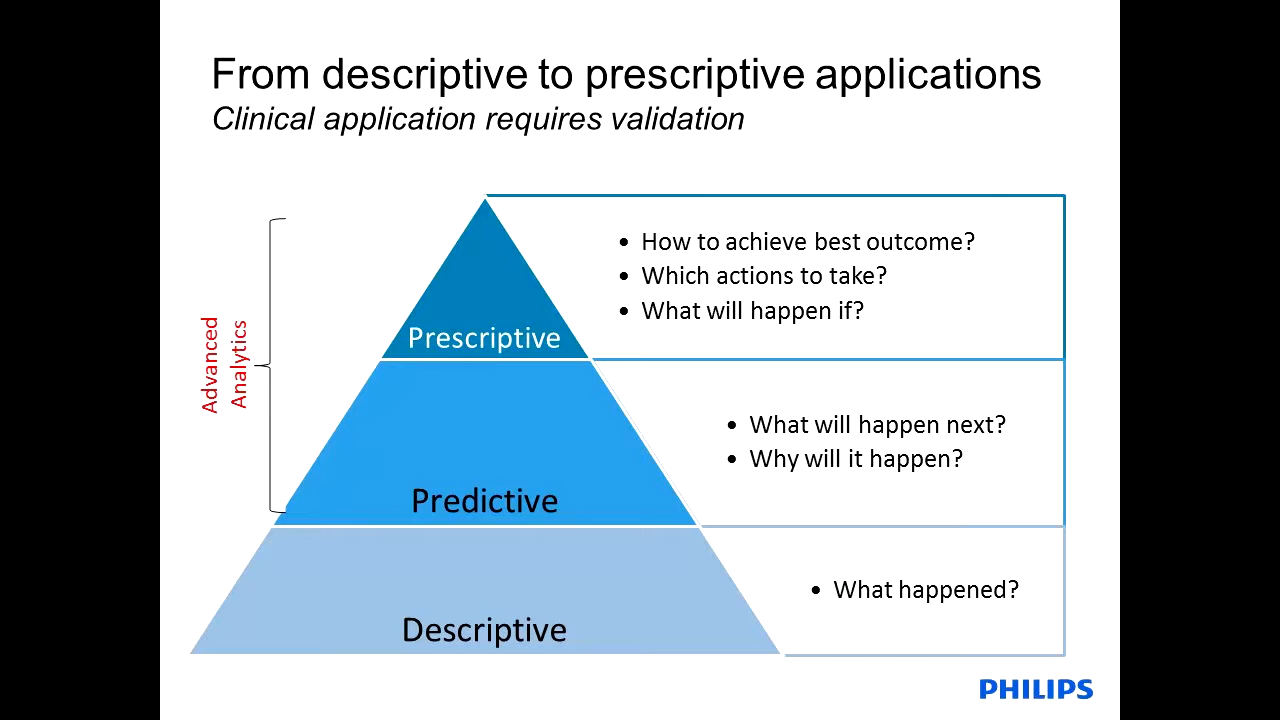 From descriptive to prescriptive applications
Clinical application requires validation
Advanced
Analytics
Prescriptive
• How to achieve best outcome?
• Which actions to take?
• What will happen if?
Predictive
• What will happen next?
• Why will it happen?
Descriptive
• What happened?
PHILIPS